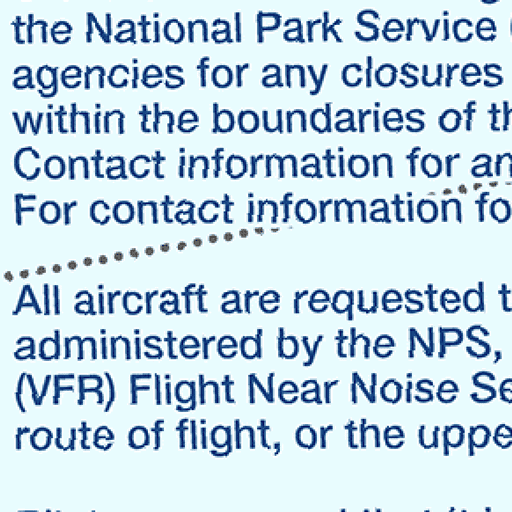 the National Park Service
agencies for any closures
within the boundaries of
Contact information for
For contact information
All aircraft are requested
administered by the NPS,
(VFR) Flight Near Noise
route of flight, or the